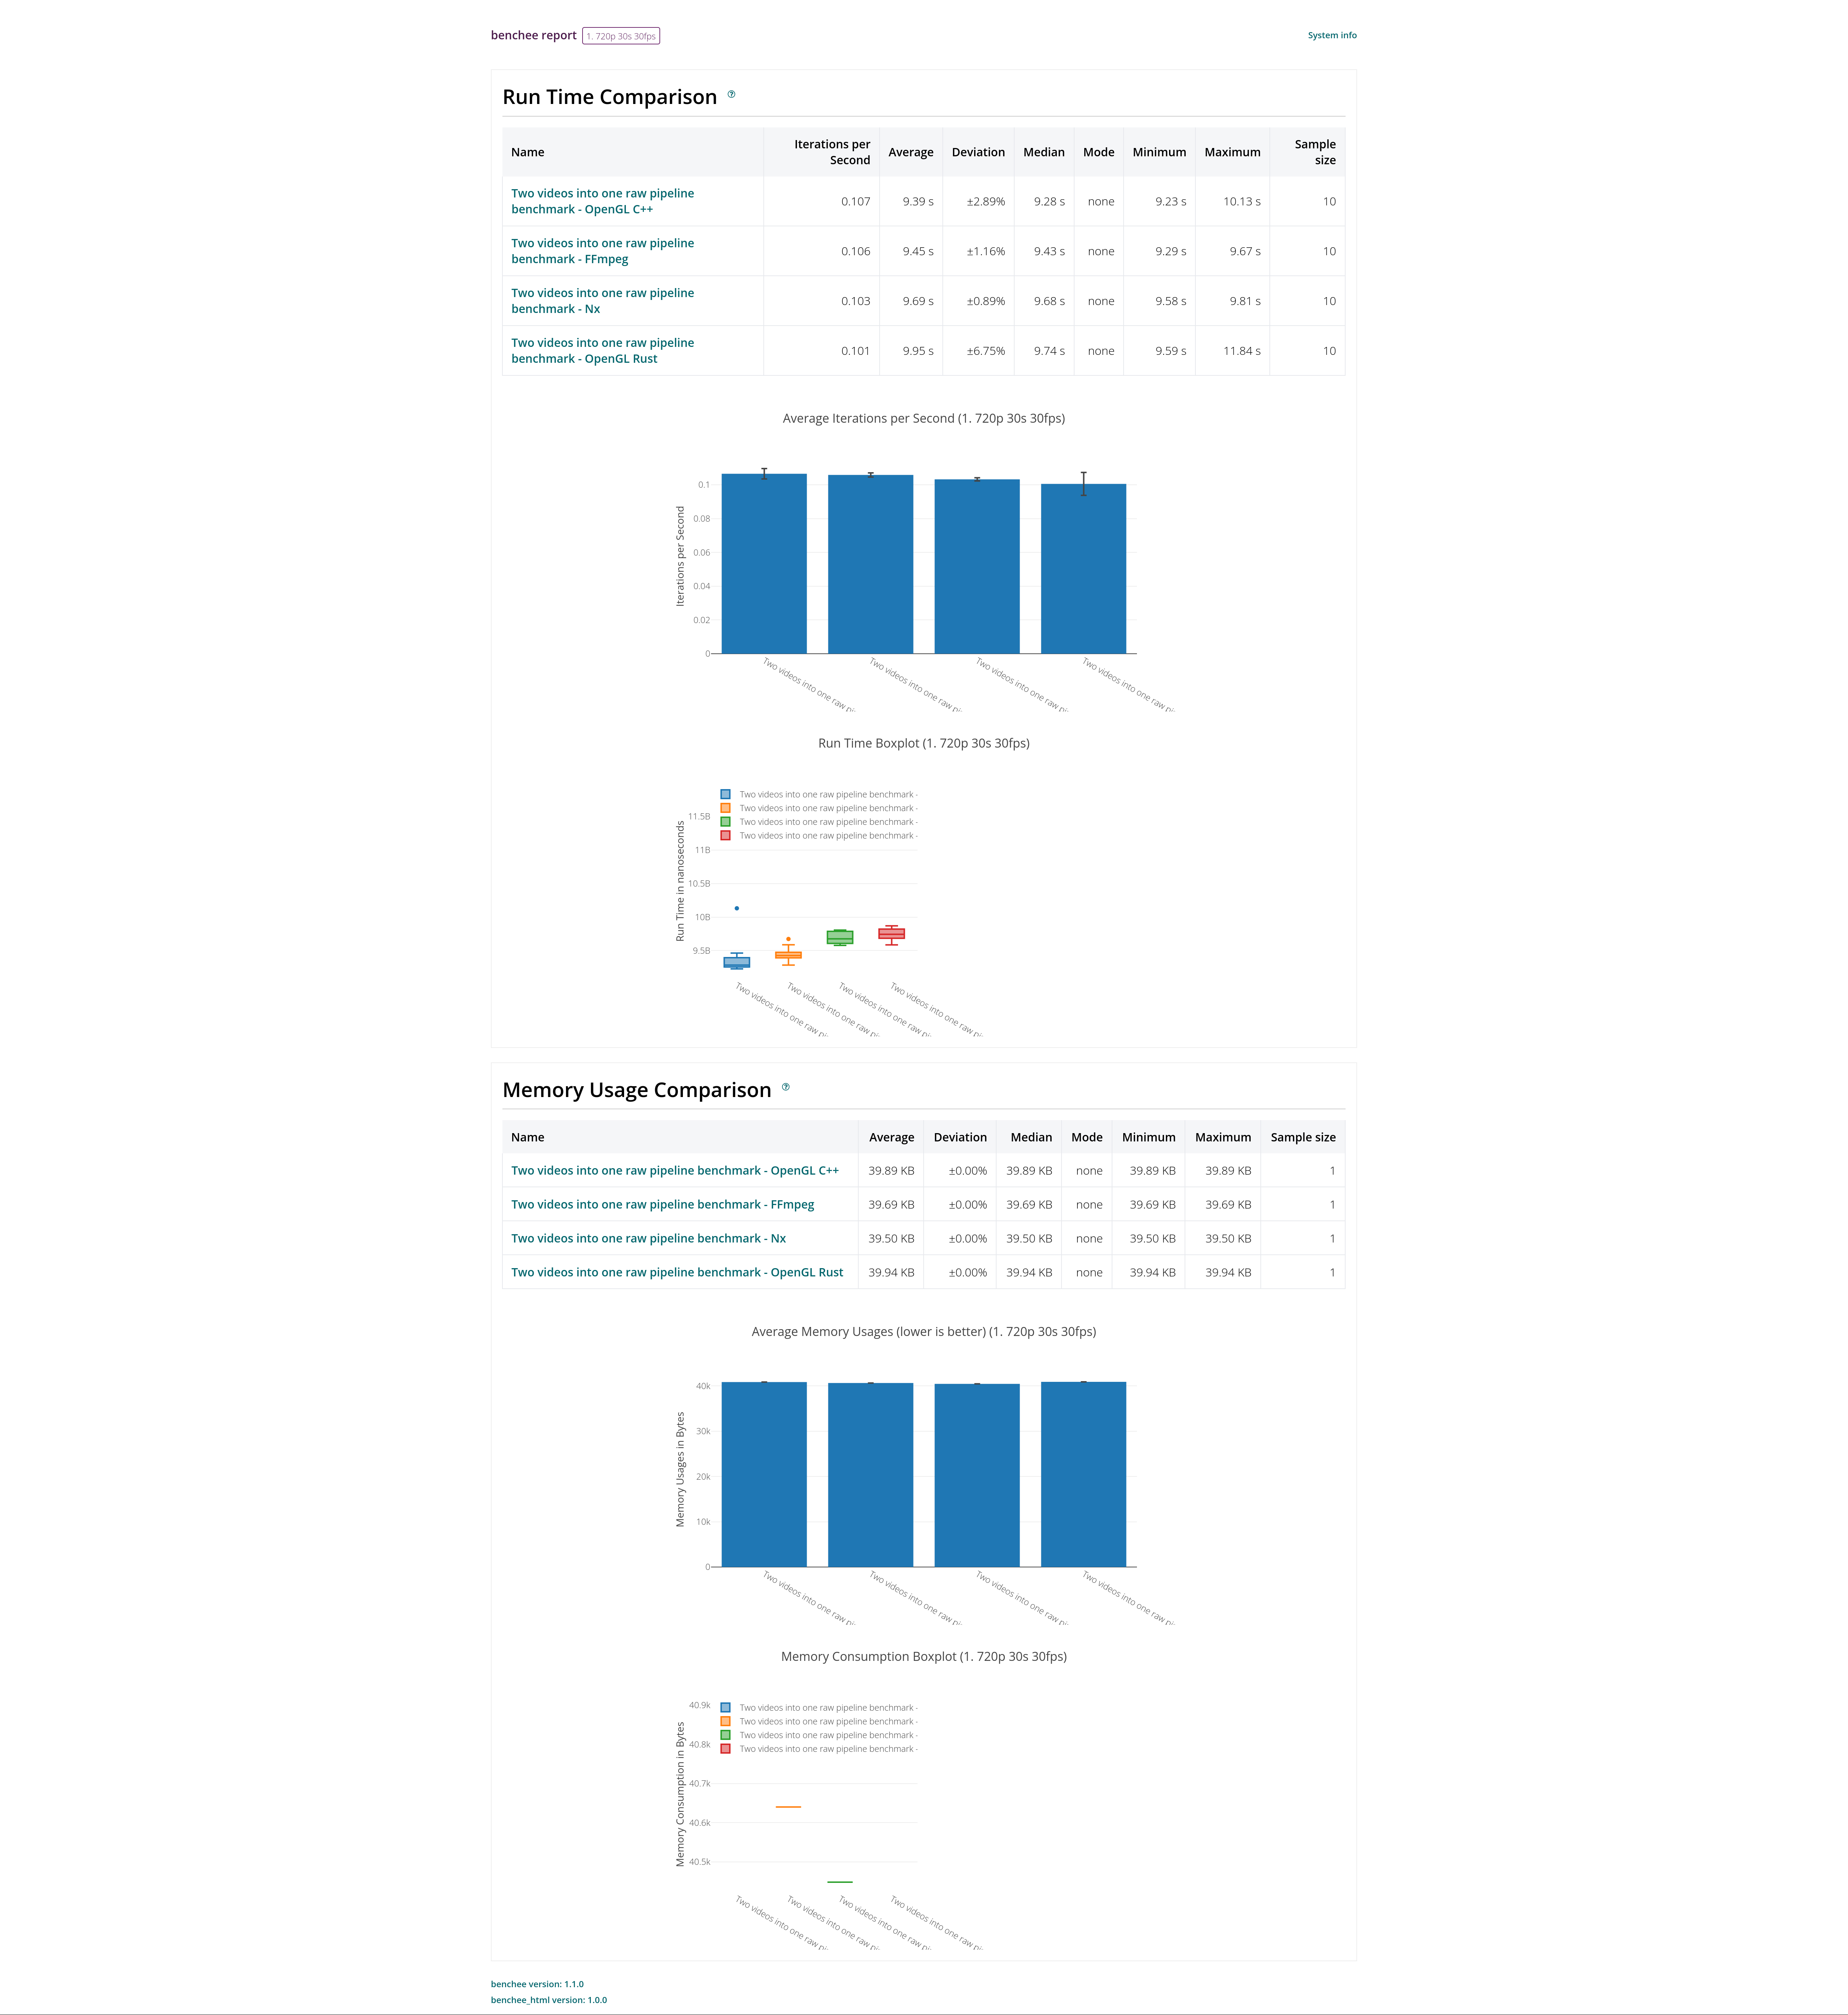 benchee report 1. 720p 30s 30fps System info
Run Time Comparison ?
Name Iterations per Second Average Deviation Median Mode Minimum Maximum Sample size
Two videos into one raw pipeline benchmark - OpenGL C++ 0.107 9.39 s ±2.89% 9.28 s none 9.23 s 10.13 s 10
Two videos into one raw pipeline benchmark - FFmpeg 0.106 9.45 s ±1.16% 9.43 s none 9.29 s 9.67 s 10
Two videos into one raw pipeline benchmark - Nx 0.103 9.69 s ±0.89% 9.68 s none 9.58 s 9.81 s 10
Two videos into one raw pipeline benchmark - OpenGL Rust 0.101 9.95 s ±6.75% 9.74 s none 9.59 s 11.84 s 10
Average Iterations per Second (1. 720p 30s 30fps)
Iterations per Second
0.1
0.08
0.06
0.04
0.02
0
Two videos into one raw
Two videos into one raw
Two videos into one raw
Two videos into one raw
Run Time Boxplot (1. 720p 30s 30fps)
Two videos into one raw pipeline benchmark -
Two videos into one raw pipeline benchmark -
Two videos into one raw pipeline benchmark -
Two videos into one raw pipeline benchmark -
Run Time in nanoseconds
11.5B
11B
10.5B
10B
9.5B
Two videos into one raw
Two videos into one raw
Two videos into one raw
Two videos into one raw
Memory Usage Comparison ?
Name Average Deviation Median Mode Minimum Maximum Sample size
Two videos into one raw pipeline benchmark - OpenGL C++ 39.89 KB ±0.00% 39.89 KB none 39.89 KB 39.89 KB 1
Two videos into one raw pipeline benchmark - FFmpeg 39.69 KB ±0.00% 39.69 KB none 39.69 KB 39.69 KB 1
Two videos into one raw pipeline benchmark - Nx 39.50 KB ±0.00% 39.50 KB none 39.50 KB 39.50 KB 1
Two videos into one raw pipeline benchmark - OpenGL Rust 39.94 KB ±0.00% 39.94 KB none 39.94 KB 39.94 KB 1
Average Memory Usages (lower is better) (1. 720p 30s 30fps)
Memory Usages in Bytes
40k
30k
20k
10k
0
Two videos into one raw
Two videos into one raw
Two videos into one raw
Two videos into one raw
Memory Consumption Boxplot (1. 720p 30s 30fps)
Two videos into one raw pipeline benchmark -
Two videos into one raw pipeline benchmark -
Two videos into one raw pipeline benchmark -
Two videos into one raw pipeline benchmark -
Memory Consumption in Bytes
40.9k
40.8k
40.7k
40.6k
40.5k
Two videos into one raw
Two videos into one raw
Two videos into one raw
Two videos into one raw
benchee version: 1.1.0
benchee_html version: 1.0.0